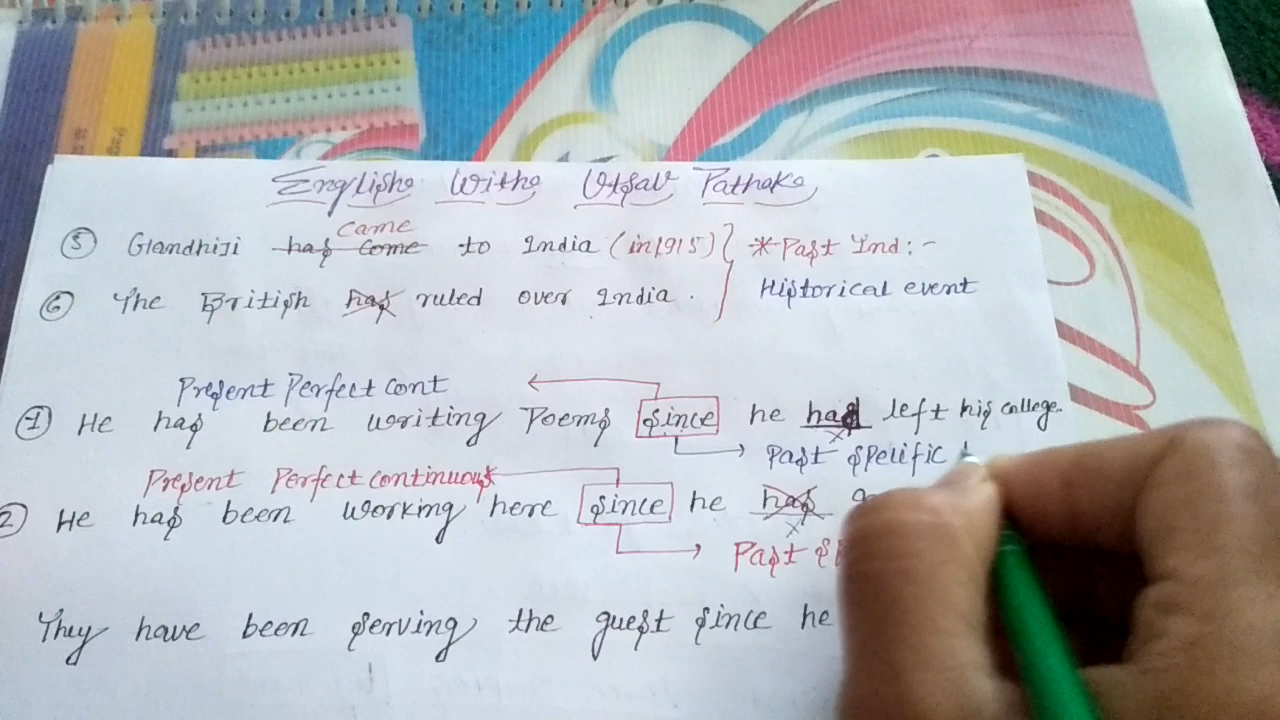 English With Utsav Pathak
came
5 Gandhiji has come to India (in 1915) } * Past Ind:-
6 The British has ruled over India. Historical event
Present Perfect cont
1 He has been writing Poems since he had left his college.
Past spelific
Present Perfect continuous
2 He has been working here since he has
Past
They have been serving the guest since he